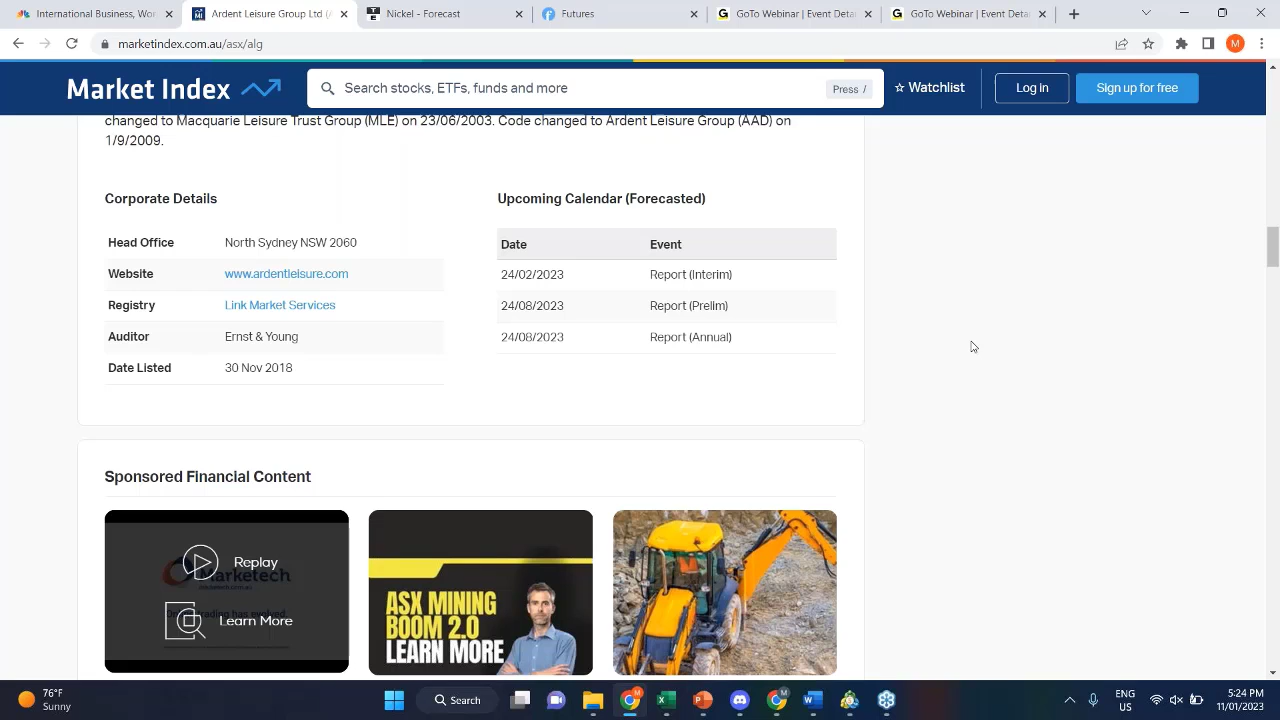 International Business, Wor
Ardent Leisure Group Ltd (A
Nickel - Forecast
Futures
GoTo Webinar | Event Deta
GoTo Webinar | Event Deta
marketindex.com.au/asx/alg
M
Market Index
Search stocks, ETFs, funds and more
Press /
Watchlist
Log in
Sign up for free
changed to Macquarie Leisure Trust Group (MLE) on 23/06/2003. Code changed to Ardent Leisure Group (AAD) on
1/9/2009.
Corporate Details
Head Office North Sydney NSW 2060
Website www.ardentleisure.com
Registry Link Market Services
Auditor Ernst & Young
Date Listed 30 Nov 2018
Upcoming Calendar (Forecasted)
Date Event
24/02/2023 Report (Interim)
24/08/2023 Report (Prelim)
24/08/2023 Report (Annual)
Sponsored Financial Content
Replay
Marketech
Learn More
ASX MINING
BOOM 2.0
LEARN MORE
76°F
Sunny
Search
ENG
US
5:24 PM
11/01/2023